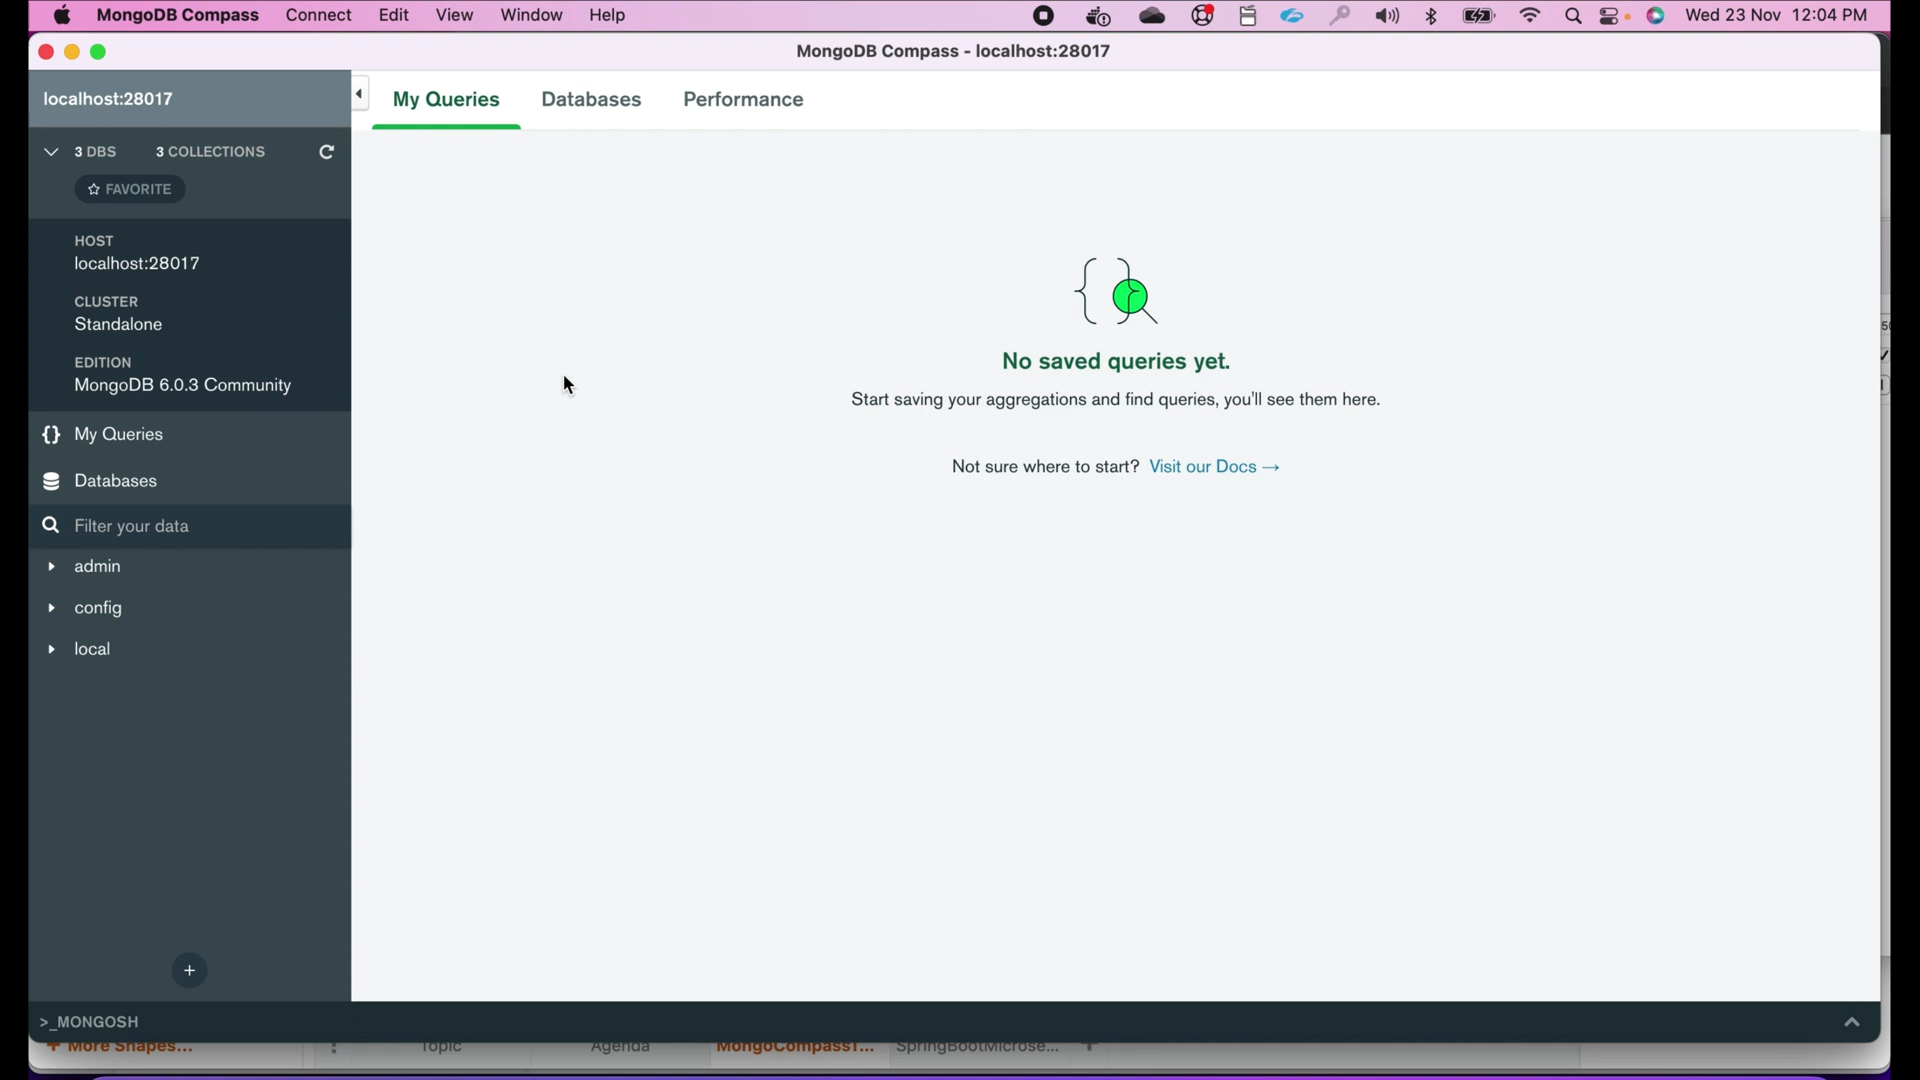 MongoDB Compass Connect Edit View Window Help Wed 23 Nov 12:04 PM
MongoDB Compass - localhost:28017
localhost:28017
My Queries Databases Performance
3 DBS 3 COLLECTIONS
FAVORITE
HOST
localhost:28017
CLUSTER
Standalone
EDITION
MongoDB 6.0.3 Community
{} My Queries
Databases
Filter your data
admin
config
local
+
No saved queries yet.
Start saving your aggregations and find queries, you'll see them here.
Not sure where to start? Visit our Docs →
>_MONGOSH
+ More Shapes... Topic Agenda MongoCompassT... SpringBootMicrose... +